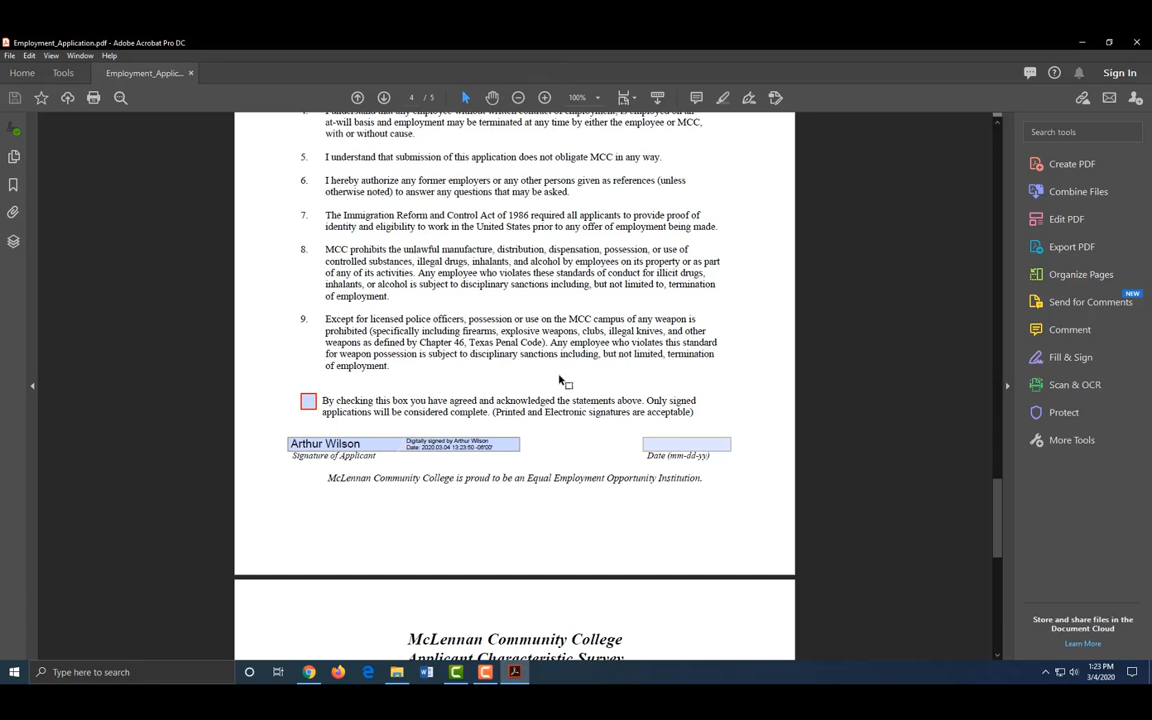 Employment_Application.pdf - Adobe Acrobat Pro DC
File Edit View Window Help
Home Tools Employment_Applic... × Sign In
4 / 5 100%
Search tools
at-will basis and employment may be terminated at any time by either the employee or MCC,
with or without cause.
5. I understand that submission of this application does not obligate MCC in any way.
6. I hereby authorize any former employers or any other persons given as references (unless
otherwise noted) to answer any questions that may be asked.
7. The Immigration Reform and Control Act of 1986 required all applicants to provide proof of
identity and eligibility to work in the United States prior to any offer of employment being made.
8. MCC prohibits the unlawful manufacture, distribution, dispensation, possession, or use of
controlled substances, illegal drugs, inhalants, and alcohol by employees on its property or as part
of any of its activities. Any employee who violates these standards of conduct for illicit drugs,
inhalants, or alcohol is subject to disciplinary sanctions including, but not limited to, termination
of employment.
9. Except for licensed police officers, possession or use on the MCC campus of any weapon is
prohibited (specifically including firearms, explosive weapons, clubs, illegal knives, and other
weapons as defined by Chapter 46, Texas Penal Code). Any employee who violates this standard
for weapon possession is subject to disciplinary sanctions including, but not limited, termination
of employment.
By checking this box you have agreed and acknowledged the statements above. Only signed
applications will be considered complete. (Printed and Electronic signatures are acceptable)
Arthur Wilson
Digitally signed by Arthur Wilson
Date: 2020.03.04 13:23:50 -06'00'
Signature of Applicant
Date (mm-dd-yy)
McLennan Community College is proud to be an Equal Employment Opportunity Institution.
McLennan Community College
Applicant Characteristic Survey
Create PDF
Combine Files
Edit PDF
Export PDF
Organize Pages
NEW
Send for Comments
Comment
Fill & Sign
Scan & OCR
Protect
More Tools
Store and share files in the
Document Cloud
Learn More
Type here to search
1:23 PM
3/4/2020